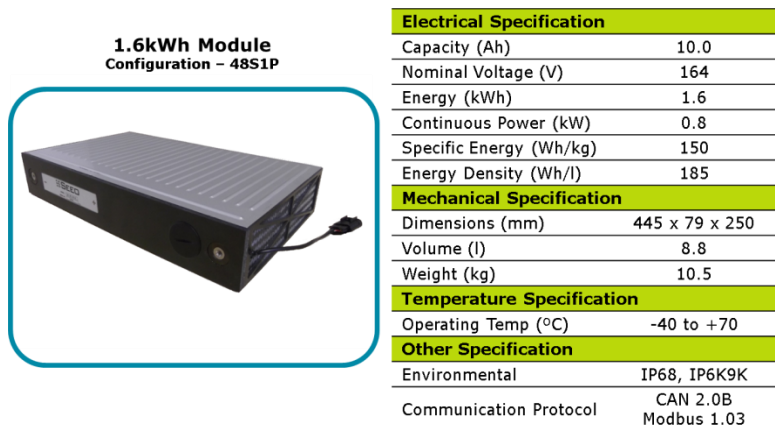 1.6kWh Module
Configuration – 48S1P
Electrical Specification
Capacity (Ah) 10.0
Nominal Voltage (V) 164
Energy (kWh) 1.6
Continuous Power (kW) 0.8
Specific Energy (Wh/kg) 150
Energy Density (Wh/l) 185
Mechanical Specification
Dimensions (mm) 445 x 79 x 250
Volume (l) 8.8
Weight (kg) 10.5
Temperature Specification
Operating Temp (ºC) -40 to +70
Other Specification
Environmental IP68, IP6K9K
Communication Protocol CAN 2.0B
Modbus 1.03